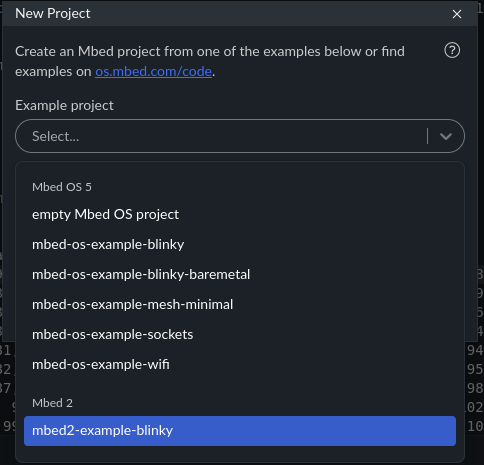 New Project
Create an Mbed project from one of the examples below or find
examples on os.mbed.com/code.
Example project
Select...
Mbed OS 5
empty Mbed OS project
mbed-os-example-blinky
mbed-os-example-blinky-baremetal
mbed-os-example-mesh-minimal
mbed-os-example-sockets
mbed-os-example-wifi
Mbed 2
mbed2-example-blinky